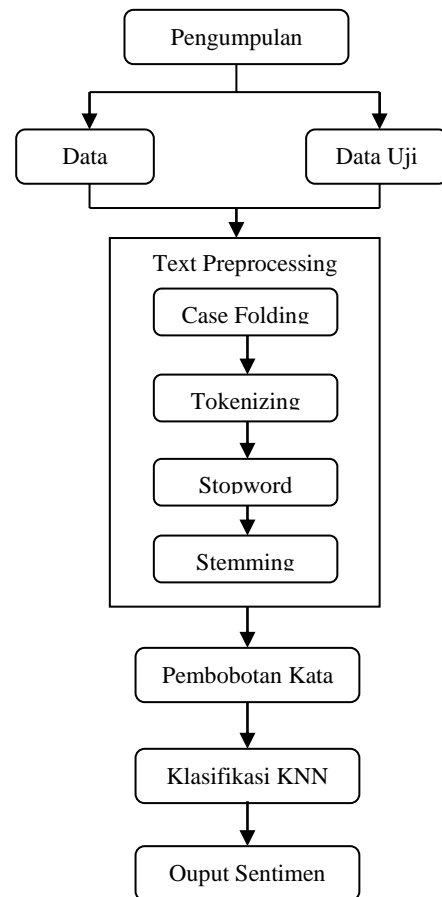 Pengumpulan
Data
Data Uji
Text Preprocessing
Case Folding
Tokenizing
Stopword
Stemming
Pembobotan Kata
Klasifikasi KNN
Ouput Sentimen